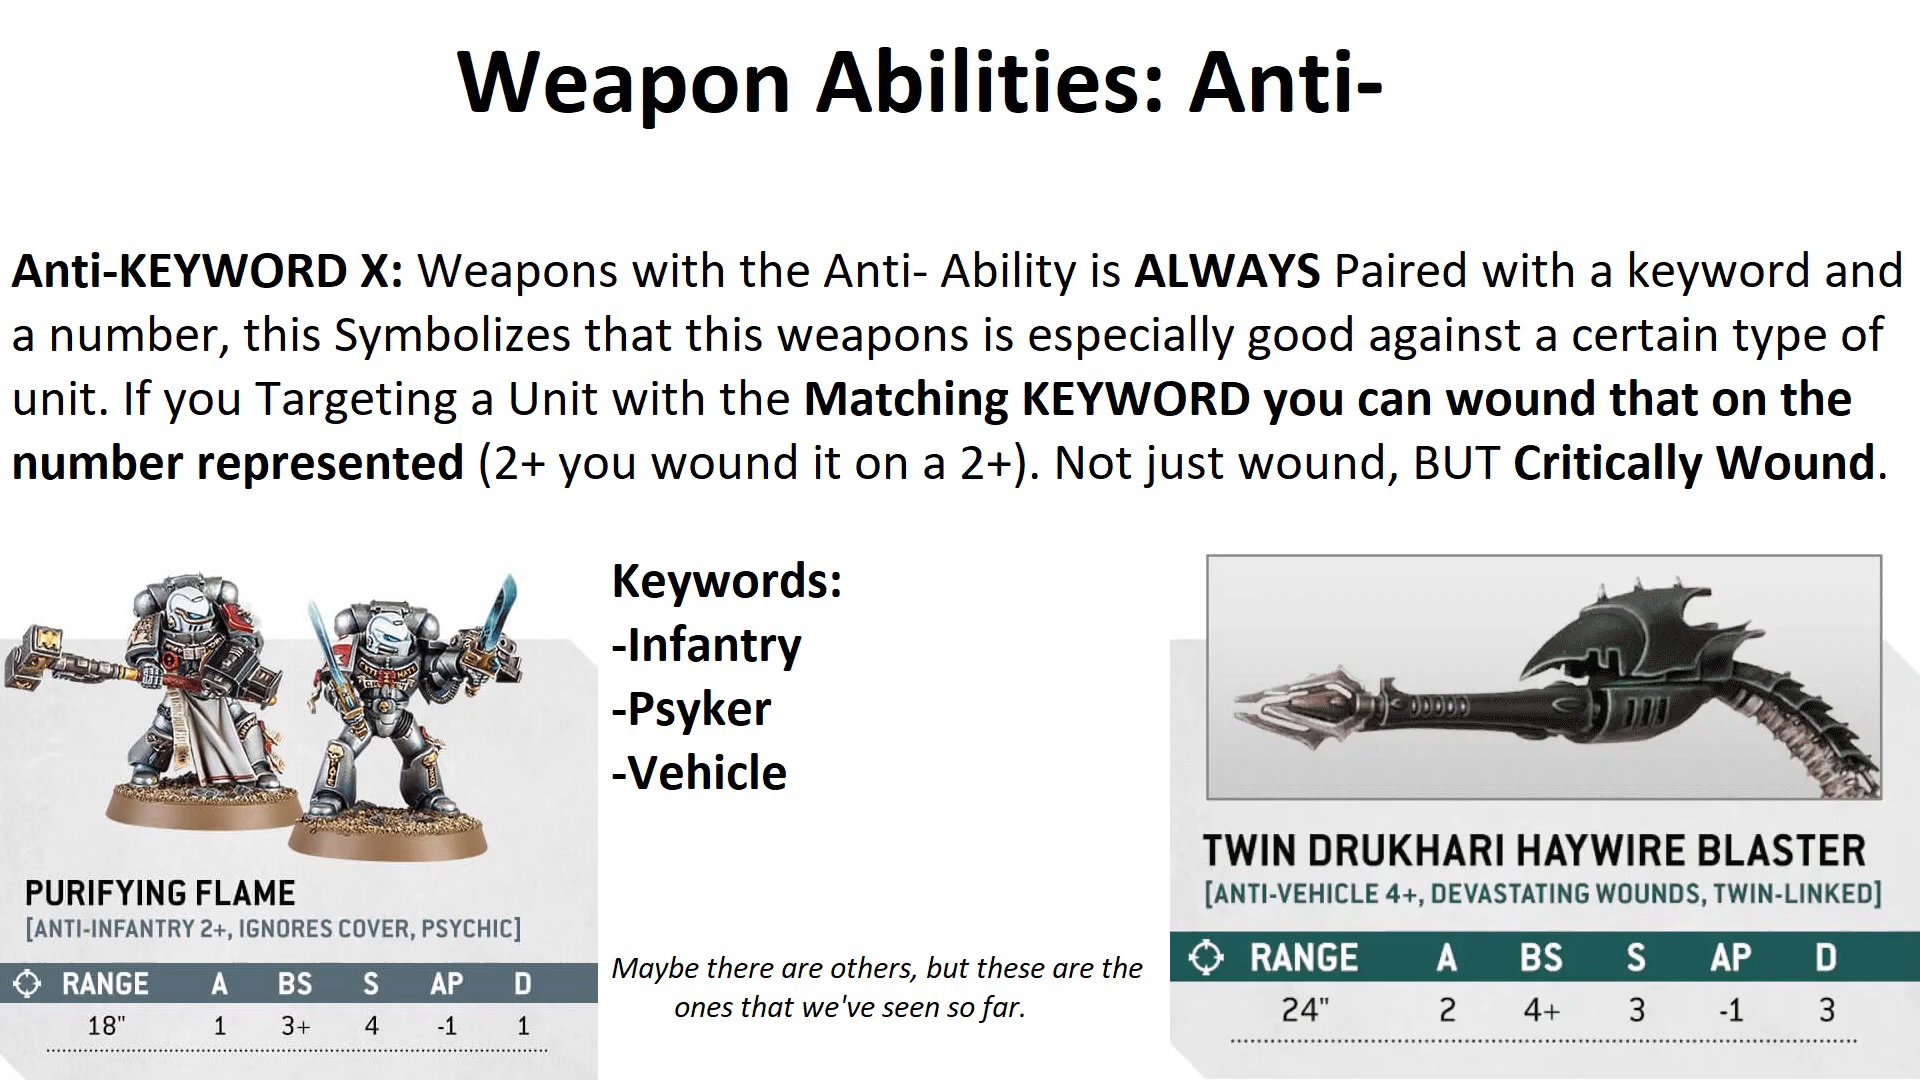 Weapon Abilities: Anti-
Anti-KEYWORD X: Weapons with the Anti- Ability is ALWAYS Paired with a keyword and
a number, this Symbolizes that this weapons is especially good against a certain type of
unit. If you Targeting a Unit with the Matching KEYWORD you can wound that on the
number represented (2+ you wound it on a 2+). Not just wound, BUT Critically Wound.
Keywords:
-Infantry
-Psyker
-Vehicle
Maybe there are others, but these are the
ones that we've seen so far.
PURIFYING FLAME
[ANTI-INFANTRY 2+, IGNORES COVER, PSYCHIC]
RANGE A BS S AP D
18" 1 3+ 4 -1 1
TWIN DRUKHARI HAYWIRE BLASTER
[ANTI-VEHICLE 4+, DEVASTATING WOUNDS, TWIN-LINKED]
RANGE A BS S AP D
24" 2 4+ 3 -1 3